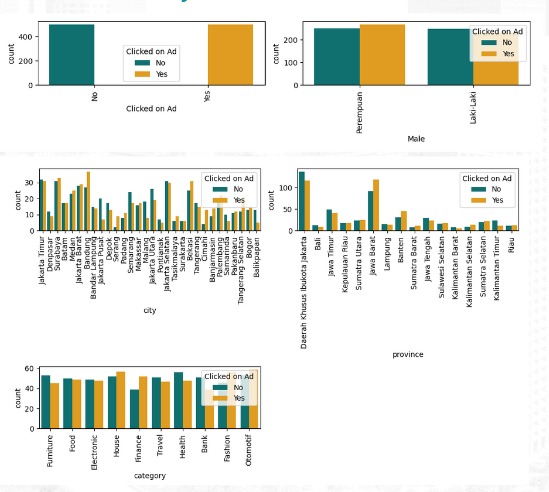 count
400
200
0
No
Yes
Clicked on Ad
Clicked on Ad
No
Yes
count
200
100
0
Perempuan
Laki-Laki
Male
Clicked on Ad
No
Yes
count
30
20
10
0
Jakarta Timur
Denpasar
Surabaya
Batam
Medan
Jakarta Barat
Bandung
Bandar Lampung
Jakarta Pusat
Depok
Serang
Padang
Semarang
Makassar
Malang
Jakarta Utara
Pontianak
Jakarta Selatan
Tasikmalaya
Surakarta
Bekasi
Tangerang
Cimahi
Banjarmasin
Palembang
Samarinda
Pekanbaru
Tangerang Selatan
Bogor
Balikpapan
city
Clicked on Ad
No
Yes
count
100
50
0
Daerah Khusus Ibukota Jakarta
Bali
Jawa Timur
Kepulauan Riau
Sumatra Utara
Jawa Barat
Lampung
Banten
Sumatra Barat
Jawa Tengah
Sulawesi Selatan
Kalimantan Barat
Kalimantan Selatan
Sumatra Selatan
Kalimantan Timur
Riau
province
Clicked on Ad
No
Yes
count
60
40
20
0
Furniture
Food
Electronic
House
Finance
Travel
Health
Bank
Fashion
Otomotif
category
Clicked on Ad
No
Yes